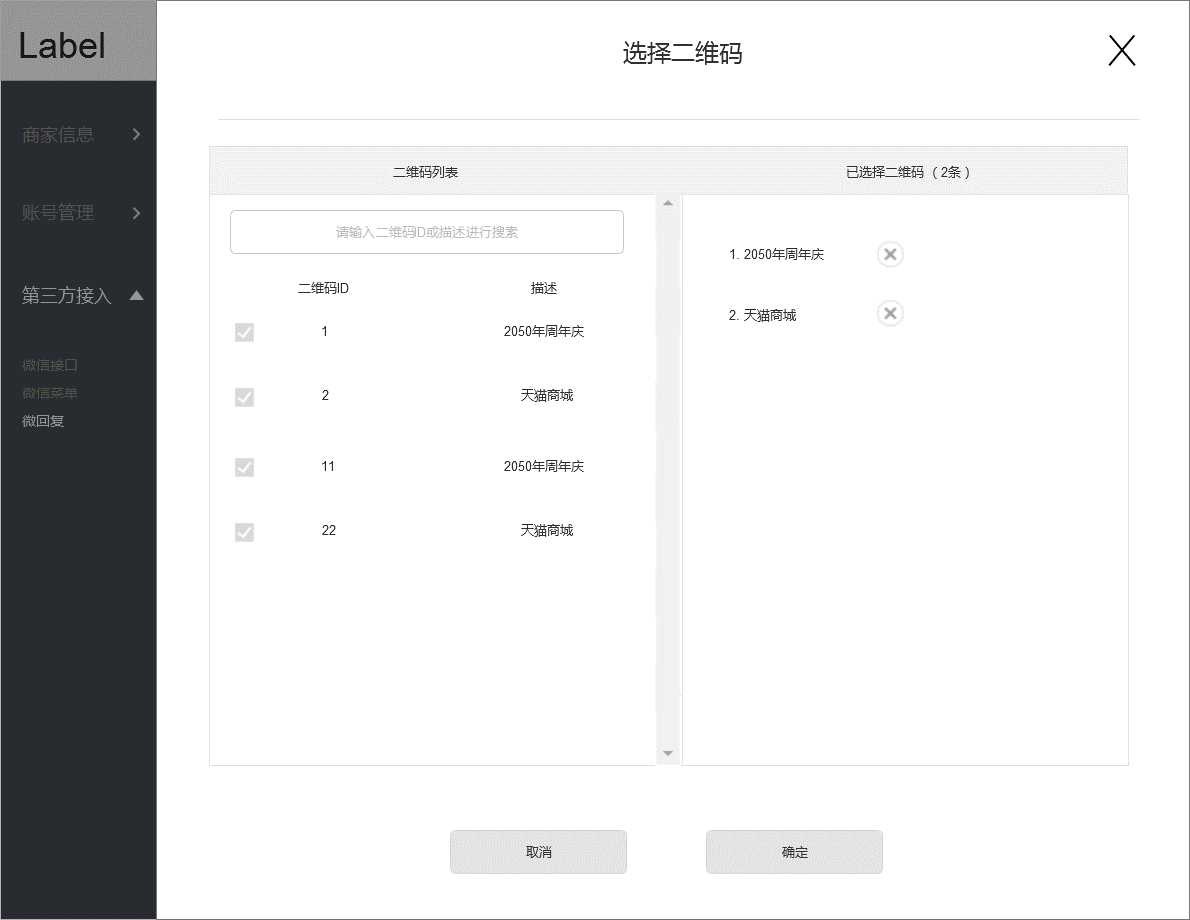 Label
选择二维码
商家信息
账号管理
第三方接入
微信接口
微信菜单
微回复
二维码列表
已选择二维码（2条）
请输入二维码ID或描述进行搜索
二维码ID 描述
1 2050年周年庆
2 天猫商城
11 2050年周年庆
22 天猫商城
1. 2050年周年庆
2. 天猫商城
取消 确定